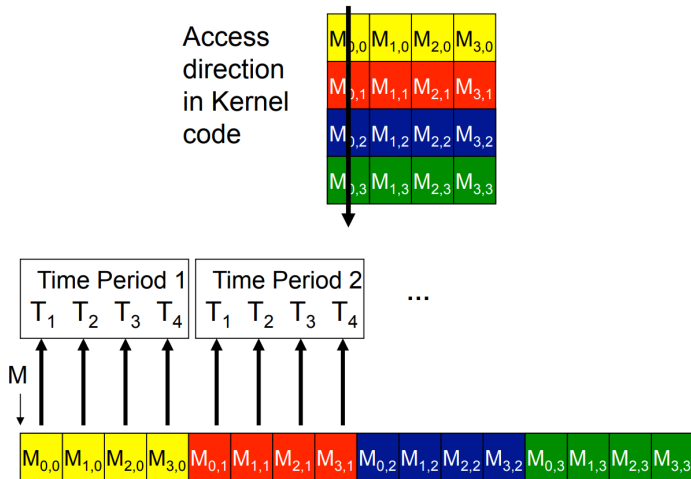 Access
direction
in Kernel
code
M0,0 M1,0 M2,0 M3,0
M0,1 M1,1 M2,1 M3,1
M0,2 M1,2 M2,2 M3,2
M0,3 M1,3 M2,3 M3,3
Time Period 1
T1 T2 T3 T4
Time Period 2
T1 T2 T3 T4
...
M
M0,0 M1,0 M2,0 M3,0 M0,1 M1,1 M2,1 M3,1 M0,2 M1,2 M2,2 M3,2 M0,3 M1,3 M2,3 M3,3